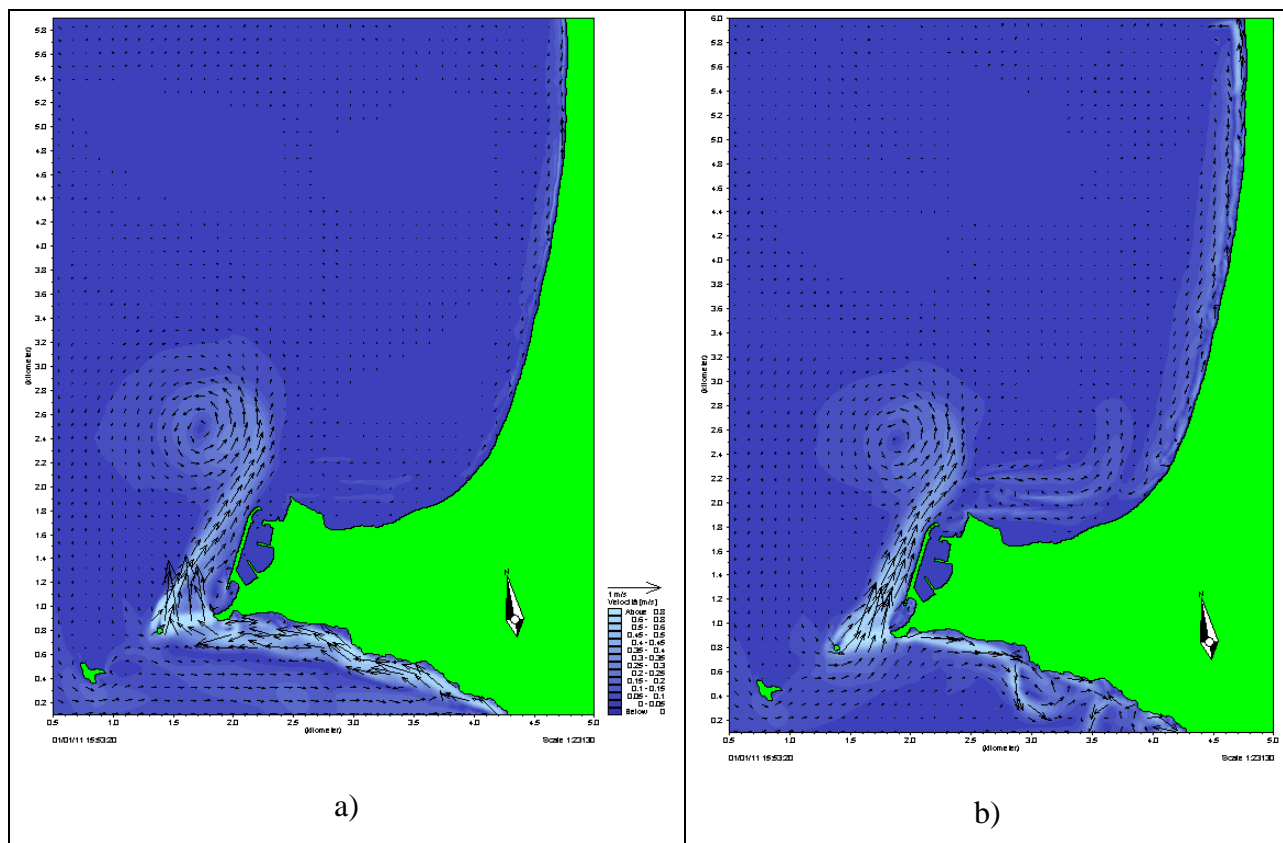 5.8
5.6
5.4
5.2
5.0
4.8
4.6
4.4
4.2
4.0
3.8
3.6
3.4
3.2
3.0
2.8
2.6
2.4
2.2
2.0
1.8
1.6
1.4
1.2
1.0
0.8
0.6
0.4
0.2
(kilometer)
N
0.5 1.0 1.5 2.0 2.5 3.0 3.5 4.0 4.5 5.0
(kilometer)
01/01/11 15:53:20 Scale 1:23130
1 m/s
Velocità [m/s]
Above 0.8
0.6 - 0.8
0.5 - 0.6
0.45 - 0.5
0.4 - 0.45
0.35 - 0.4
0.3 - 0.35
0.25 - 0.3
0.2 - 0.25
0.15 - 0.2
0.1 - 0.15
0.05 - 0.1
0 - 0.05
Below 0
a)
6.0
5.8
5.6
5.4
5.2
5.0
4.8
4.6
4.4
4.2
4.0
3.8
3.6
3.4
3.2
3.0
2.8
2.6
2.4
2.2
2.0
1.8
1.6
1.4
1.2
1.0
0.8
0.6
0.4
0.2
(kilometer)
N
0.5 1.0 1.5 2.0 2.5 3.0 3.5 4.0 4.5 5.0
(kilometer)
01/01/11 15:53:20 Scale 1:23130
b)